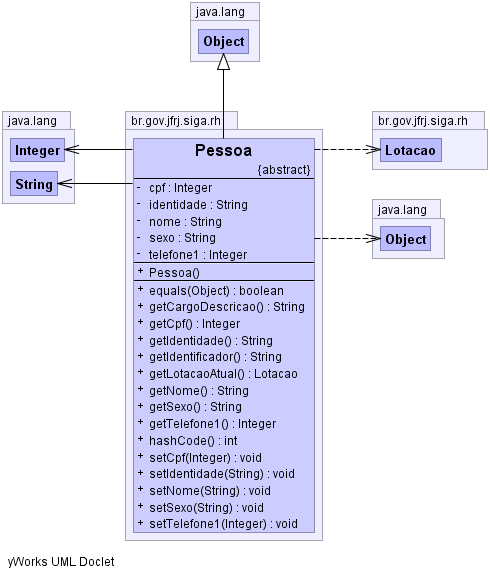 java.lang
Object
java.lang
Integer
String
br.gov.jfrj.siga.rh
Pessoa
{abstract}
- cpf : Integer
- identidade : String
- nome : String
- sexo : String
- telefone1 : Integer
+ Pessoa()
+ equals(Object) : boolean
+ getCargoDescricao() : String
+ getCpf() : Integer
+ getIdentidade() : String
+ getIdentificador() : String
+ getLotacaoAtual() : Lotacao
+ getNome() : String
+ getSexo() : String
+ getTelefone1() : Integer
+ hashCode() : int
+ setCpf(Integer) : void
+ setIdentidade(String) : void
+ setNome(String) : void
+ setSexo(String) : void
+ setTelefone1(Integer) : void
br.gov.jfrj.siga.rh
Lotacao
java.lang
Object
yWorks UML Doclet